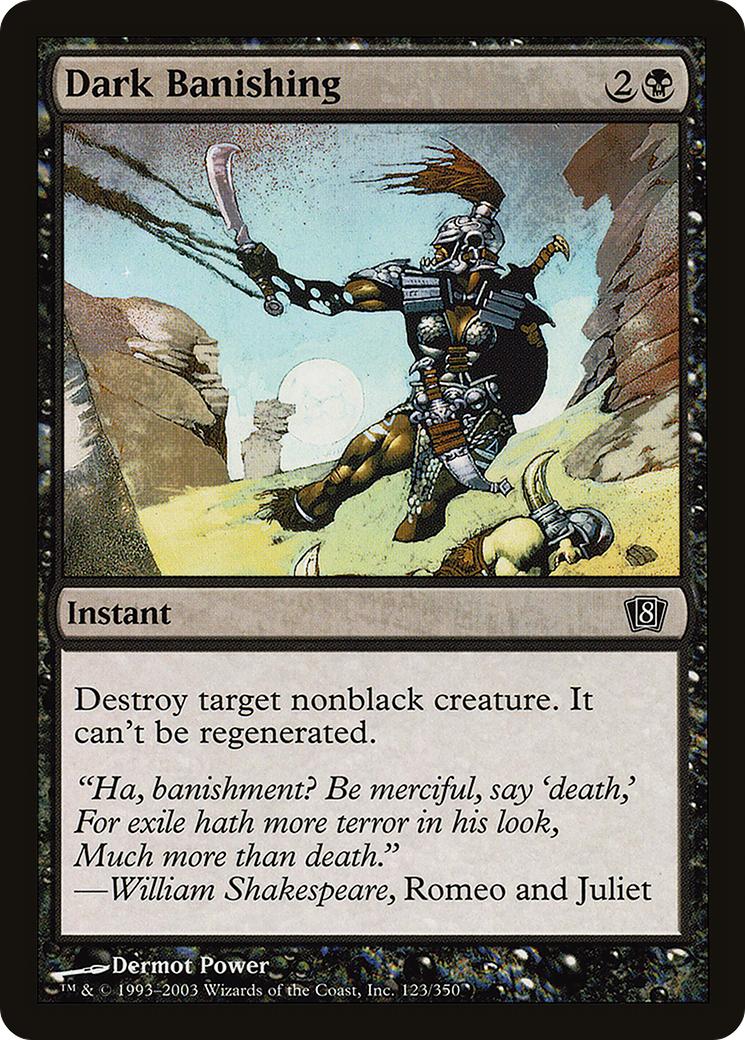 Dark Banishing 2
Instant 8
Destroy target nonblack creature. It
can't be regenerated.
“Ha, banishment? Be merciful, say ‘death,’
For exile hath more terror in his look,
Much more than death.”
—William Shakespeare, Romeo and Juliet
Dermot Power
™ & © 1993–2003 Wizards of the Coast, Inc. 123/350